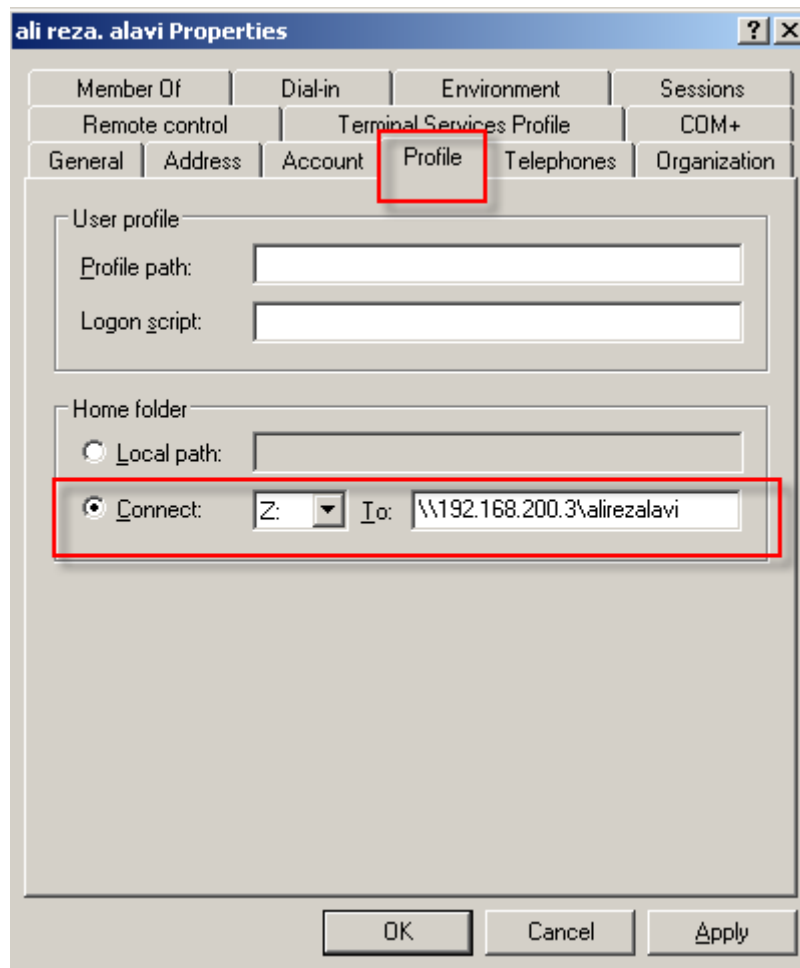 ali reza. alavi Properties
Member Of Dial-in Environment Sessions
Remote control Terminal Services Profile COM+
General Address Account Profile Telephones Organization
User profile
Profile path:
Logon script:
Home folder
Local path:
Connect: Z: To: \\192.168.200.3\alirezalavi
OK Cancel Apply